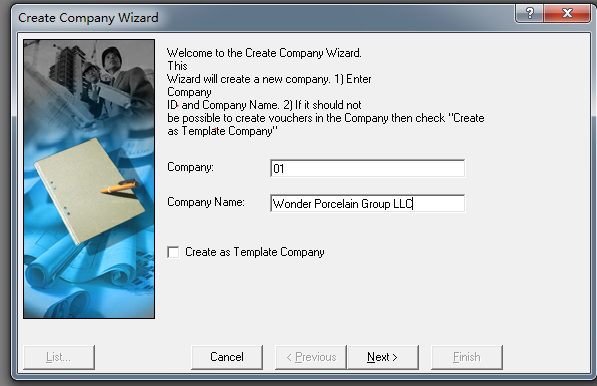 Create Company Wizard
Welcome to the Create Company Wizard.
This
Wizard will create a new company. 1) Enter
Company
ID and Company Name. 2) If it should not
be possible to create vouchers in the Company then check "Create
as Template Company"
Company: 01
Company Name: Wonder Porcelain Group LLC
Create as Template Company
List... Cancel < Previous Next > Finish